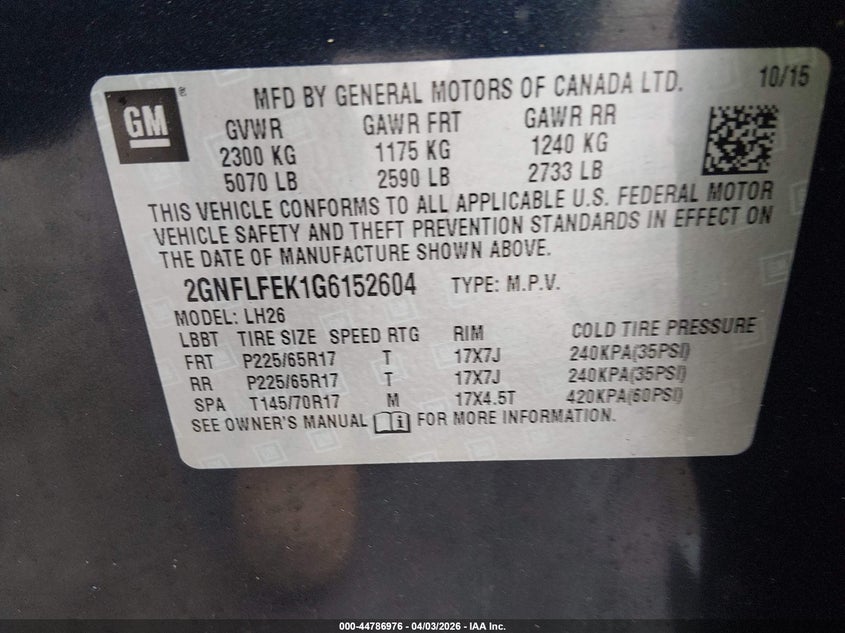 GM ®
MFD BY GENERAL MOTORS OF CANADA LTD. 10/15
GVWR GAWR FRT GAWR RR
2300 KG 1175 KG 1240 KG
5070 LB 2590 LB 2733 LB
THIS VEHICLE CONFORMS TO ALL APPLICABLE U.S. FEDERAL MOTOR
VEHICLE SAFETY AND THEFT PREVENTION STANDARDS IN EFFECT ON
THE DATE OF MANUFACTURE SHOWN ABOVE.
2GNFLFEK1G6152604 TYPE: M.P.V.
MODEL: LH26
LBBT TIRE SIZE SPEED RTG RIM COLD TIRE PRESSURE
FRT P225/65R17 T 17X7J 240KPA(35PSI)
RR P225/65R17 T 17X7J 240KPA(35PSI)
SPA T145/70R17 M 17X4.5T 420KPA(60PSI)
SEE OWNER'S MANUAL i FOR MORE INFORMATION.
000-44786976 - 04/03/2026 - IAA Inc.